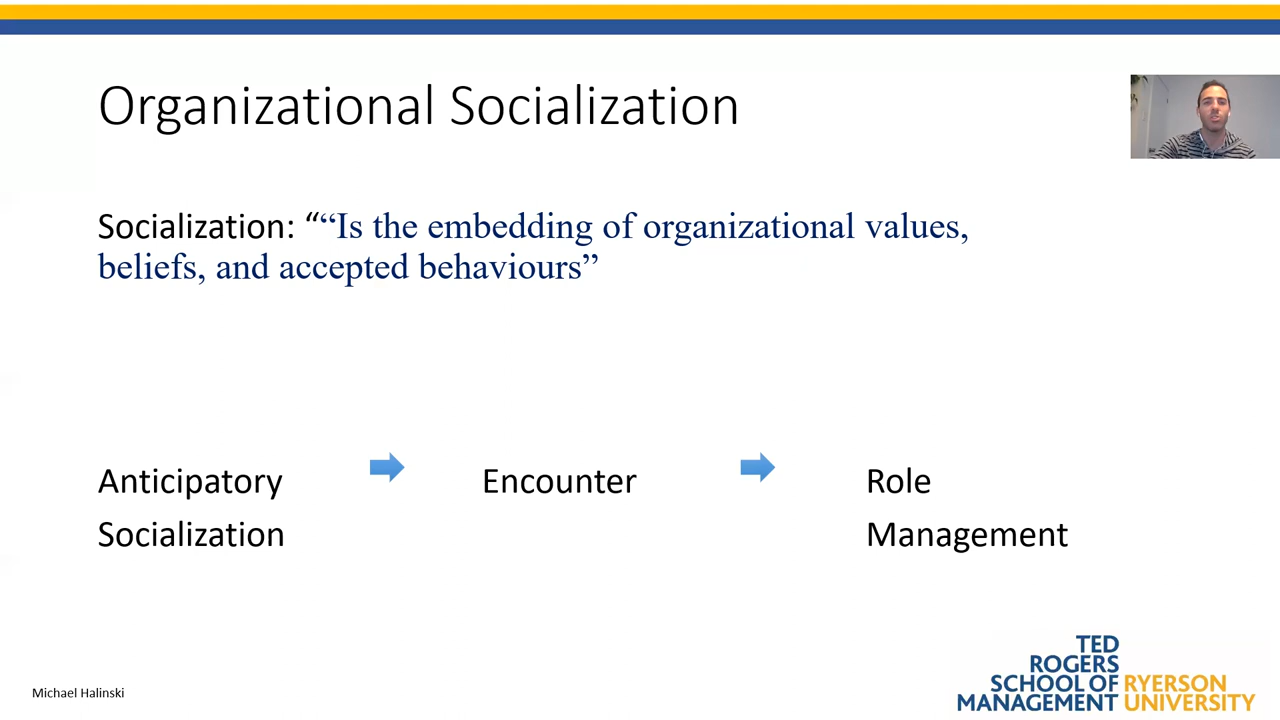 Organizational Socialization
Socialization: ““Is the embedding of organizational values,
beliefs, and accepted behaviours”
Anticipatory
Socialization
Encounter
Role
Management
Michael Halinski
TED
ROGERS
SCHOOL OF RYERSON
MANAGEMENT UNIVERSITY